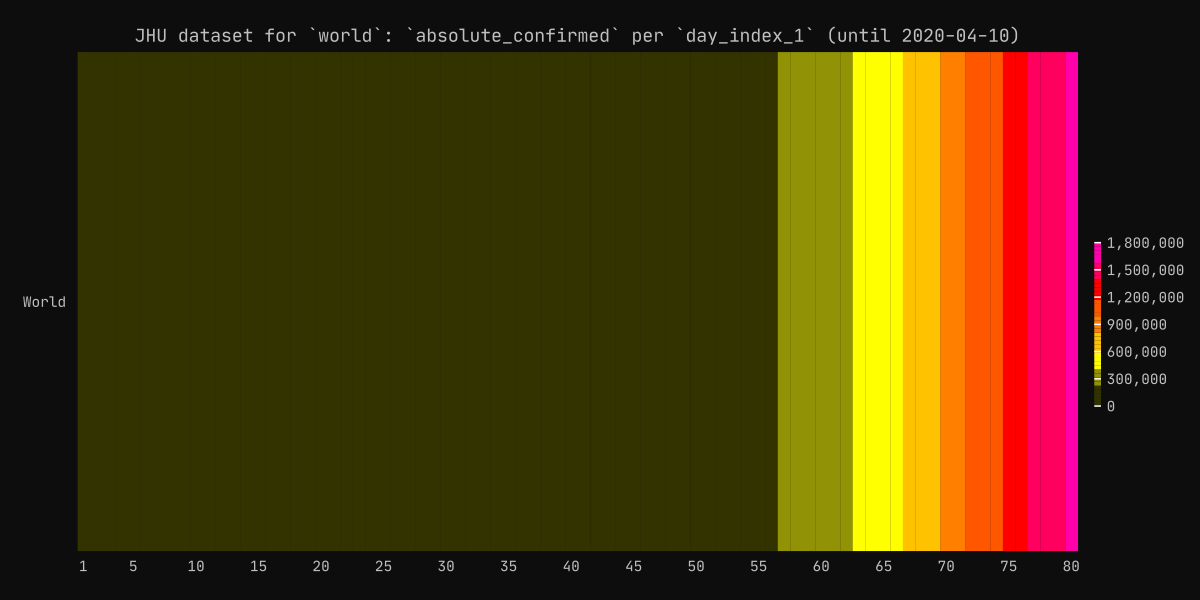 JHU dataset for `world`: `absolute_confirmed` per `day_index_1` (until 2020-04-10)
World
1,800,000
1,500,000
1,200,000
900,000
600,000
300,000
0
1 5 10 15 20 25 30 35 40 45 50 55 60 65 70 75 80